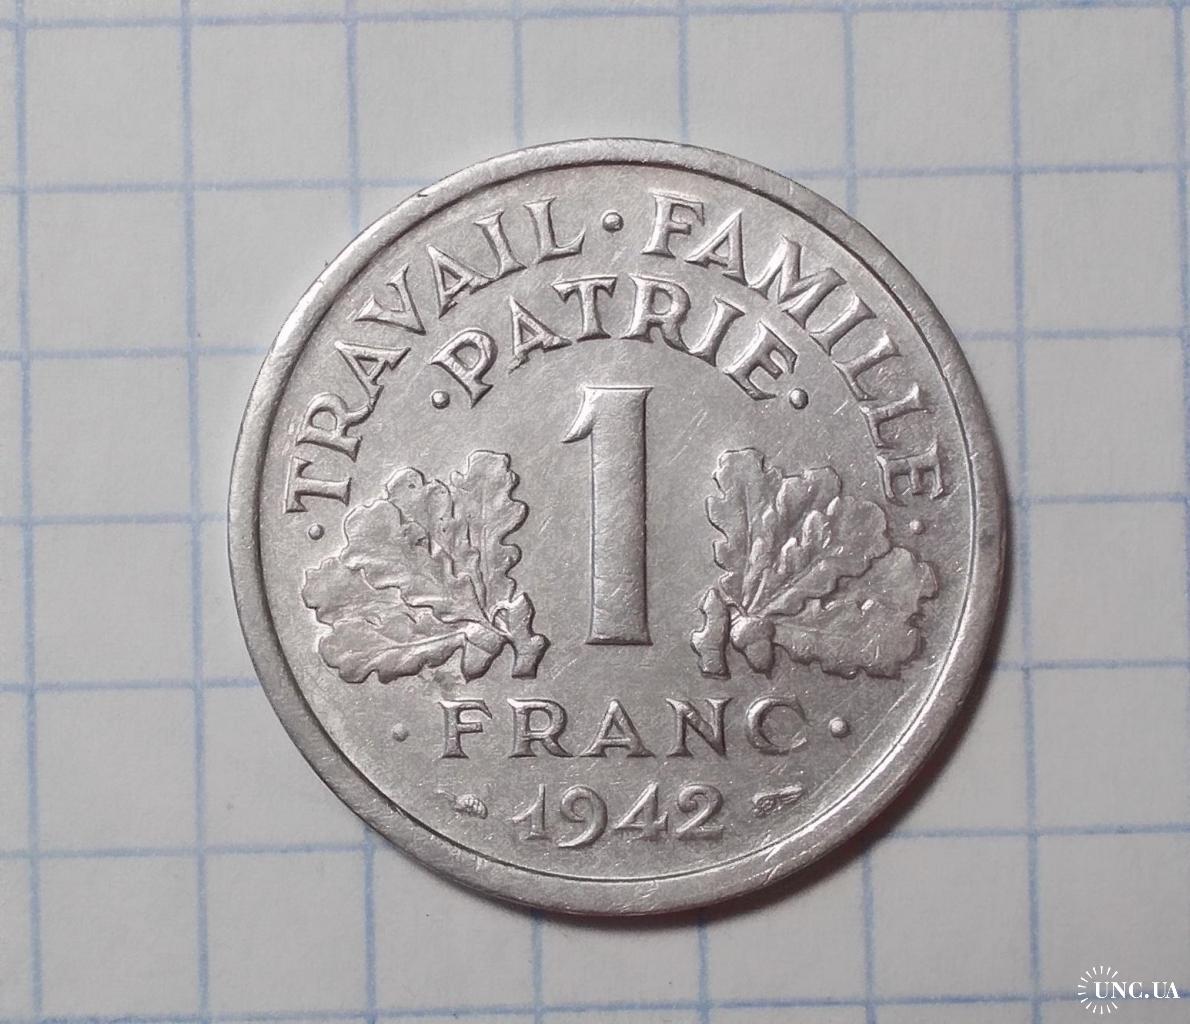 · TRAVAIL · FAMILLE ·
· PATRIE ·
1
· FRANC ·
1942
UNC.UA